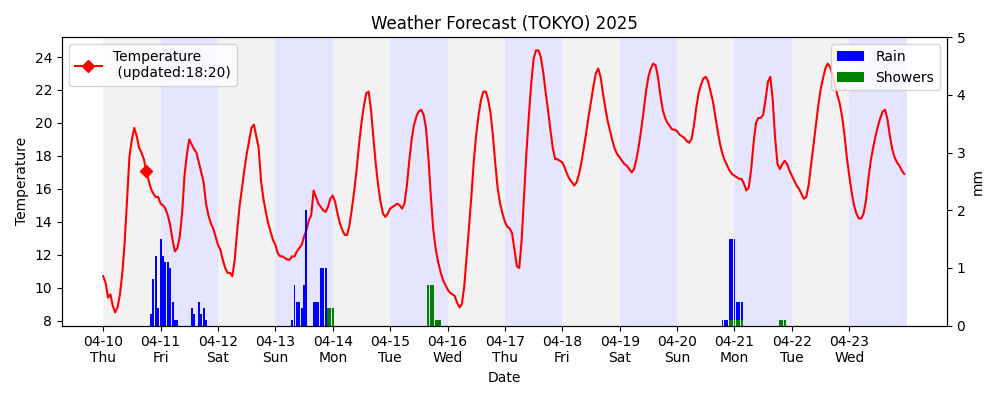 Weather Forecast (TOKYO) 2025
Temperature
(updated:18:20)
Rain
Showers
Temperature
24
22
20
18
16
14
12
10
8
5
4
3
2
1
0
mm
04-10 04-11 04-12 04-13 04-14 04-15 04-16 04-17 04-18 04-19 04-20 04-21 04-22 04-23
Thu Fri Sat Sun Mon Tue Wed Thu Fri Sat Sun Mon Tue Wed
Date